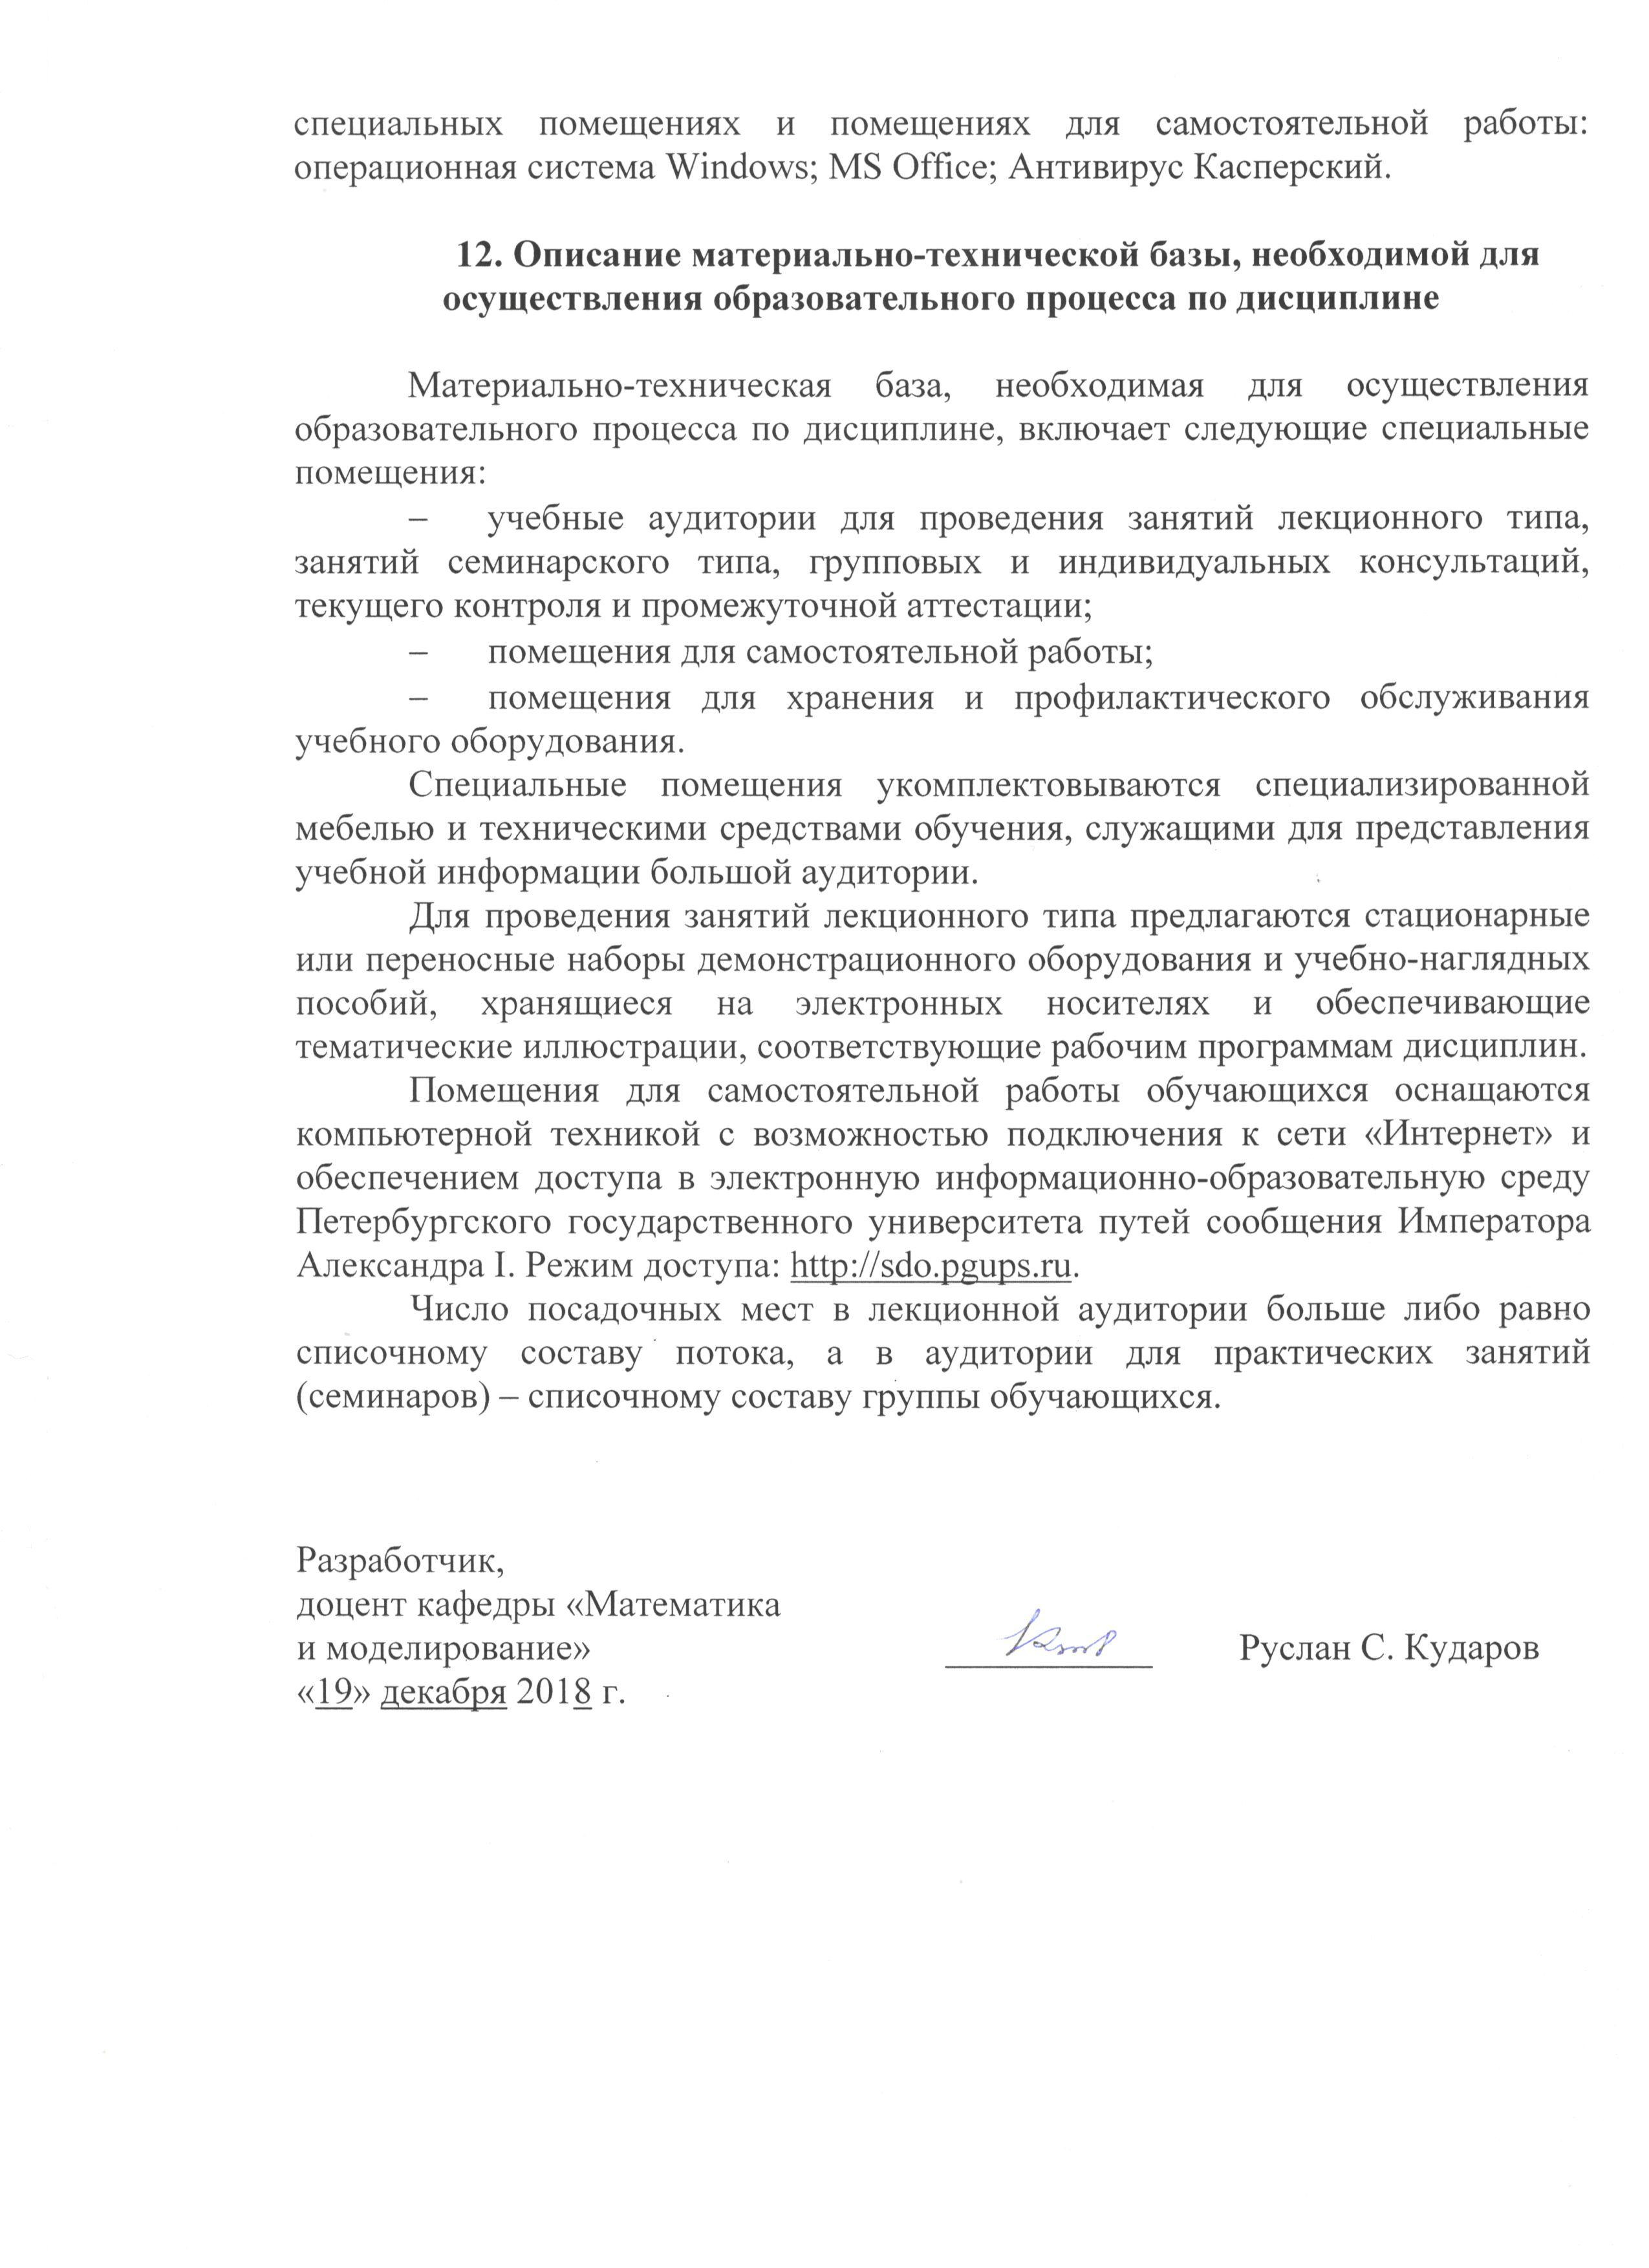 специальных помещениях и помещениях для самостоятельной работы:
операционная система Windows; MS Office; Антивирус Касперский.
12. Описание материально-технической базы, необходимой для
осуществления образовательного процесса по дисциплине
Материально-техническая база, необходимая для осуществления
образовательного процесса по дисциплине, включает следующие специальные
помещения:
– учебные аудитории для проведения занятий лекционного типа,
занятий семинарского типа, групповых и индивидуальных консультаций,
текущего контроля и промежуточной аттестации;
– помещения для самостоятельной работы;
– помещения для хранения и профилактического обслуживания
учебного оборудования.
Специальные помещения укомплектовываются специализированной
мебелью и техническими средствами обучения, служащими для представления
учебной информации большой аудитории.
Для проведения занятий лекционного типа предлагаются стационарные
или переносные наборы демонстрационного оборудования и учебно-наглядных
пособий, хранящиеся на электронных носителях и обеспечивающие
тематические иллюстрации, соответствующие рабочим программам дисциплин.
Помещения для самостоятельной работы обучающихся оснащаются
компьютерной техникой с возможностью подключения к сети «Интернет» и
обеспечением доступа в электронную информационно-образовательную среду
Петербургского государственного университета путей сообщения Императора
Александра I. Режим доступа: http://sdo.pgups.ru.
Число посадочных мест в лекционной аудитории больше либо равно
списочному составу потока, а в аудитории для практических занятий
(семинаров) – списочному составу группы обучающихся.
Разработчик,
доцент кафедры «Математика
и моделирование» Руслан С. Кударов
«19» декабря 2018 г.